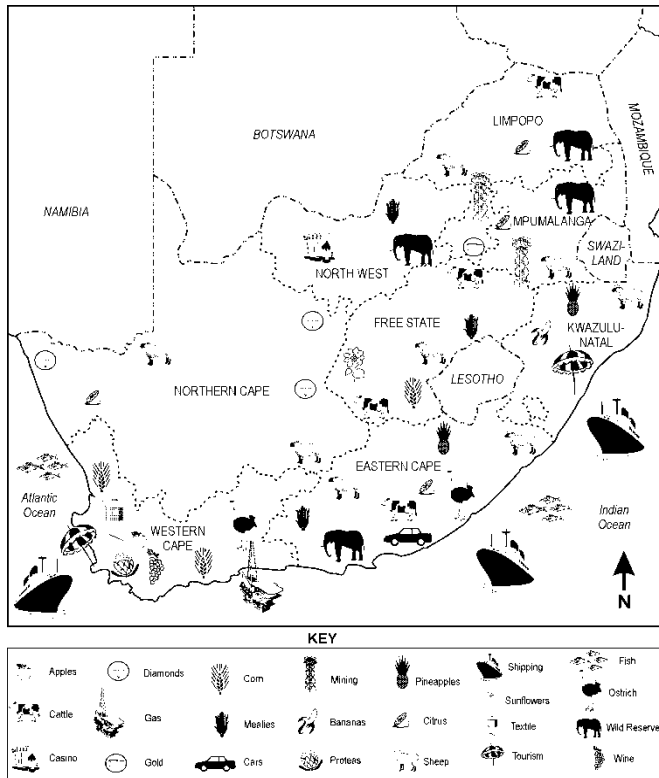 LIMPOPO
MOZAMBIQUE
BOTSWANA
NAMIBIA
MPUMALANGA
SWAZI-
LAND
NORTH WEST
FREE STATE
KWAZULU-
NATAL
LESOTHO
NORTHERN CAPE
EASTERN CAPE
Atlantic
Ocean
WESTERN
CAPE
Indian
Ocean
N
KEY
Apples
Diamonds
Corn
Mining
Pineapples
Shipping
Fish
Sunflowers
Ostrich
Cattle
Gas
Mealies
Bananas
Citrus
Textile
Wild Reserve
Casino
Gold
Cars
Proteas
Sheep
Tourism
Wine